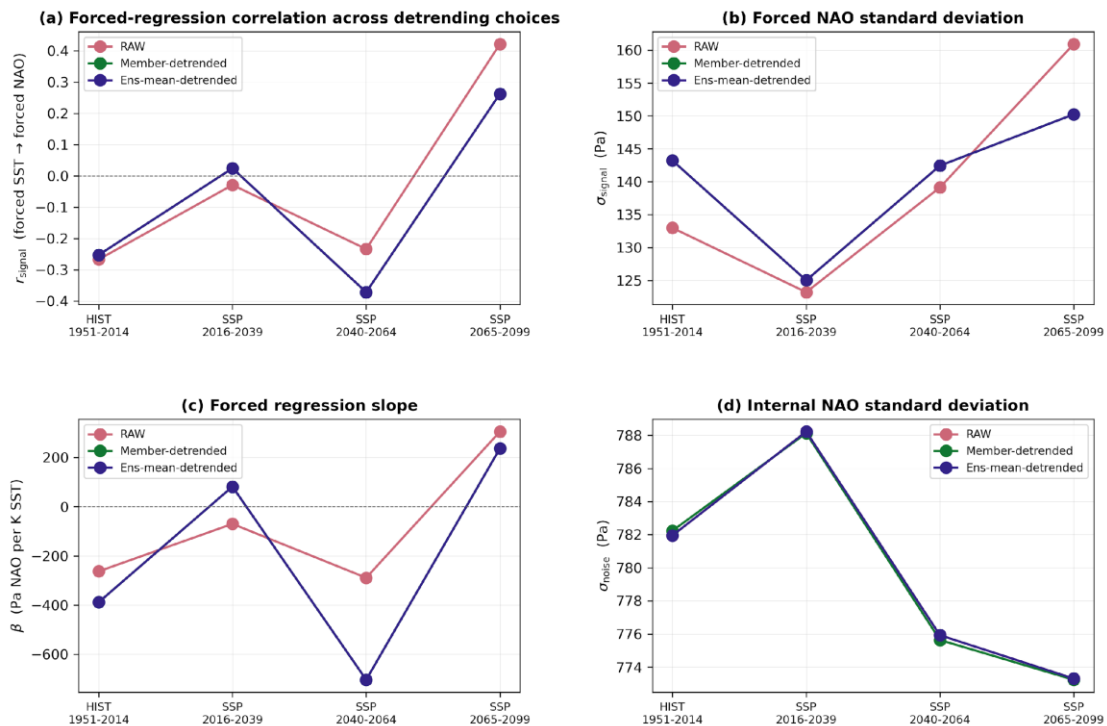 (a) Forced-regression correlation across detrending choices
RAW
Member-detrended
Ens-mean-detrended
r_signal (forced SST → forced NAO)
0.4
0.3
0.2
0.1
0.0
−0.1
−0.2
−0.3
−0.4
HIST
1951-2014
SSP
2016-2039
SSP
2040-2064
SSP
2065-2099
(b) Forced NAO standard deviation
RAW
Member-detrended
Ens-mean-detrended
σ_signal (Pa)
160
155
150
145
140
135
130
125
HIST
1951-2014
SSP
2016-2039
SSP
2040-2064
SSP
2065-2099
(c) Forced regression slope
RAW
Member-detrended
Ens-mean-detrended
β (Pa NAO per K SST)
200
0
−200
−400
−600
HIST
1951-2014
SSP
2016-2039
SSP
2040-2064
SSP
2065-2099
(d) Internal NAO standard deviation
RAW
Member-detrended
Ens-mean-detrended
σ_noise (Pa)
788
786
784
782
780
778
776
774
HIST
1951-2014
SSP
2016-2039
SSP
2040-2064
SSP
2065-2099